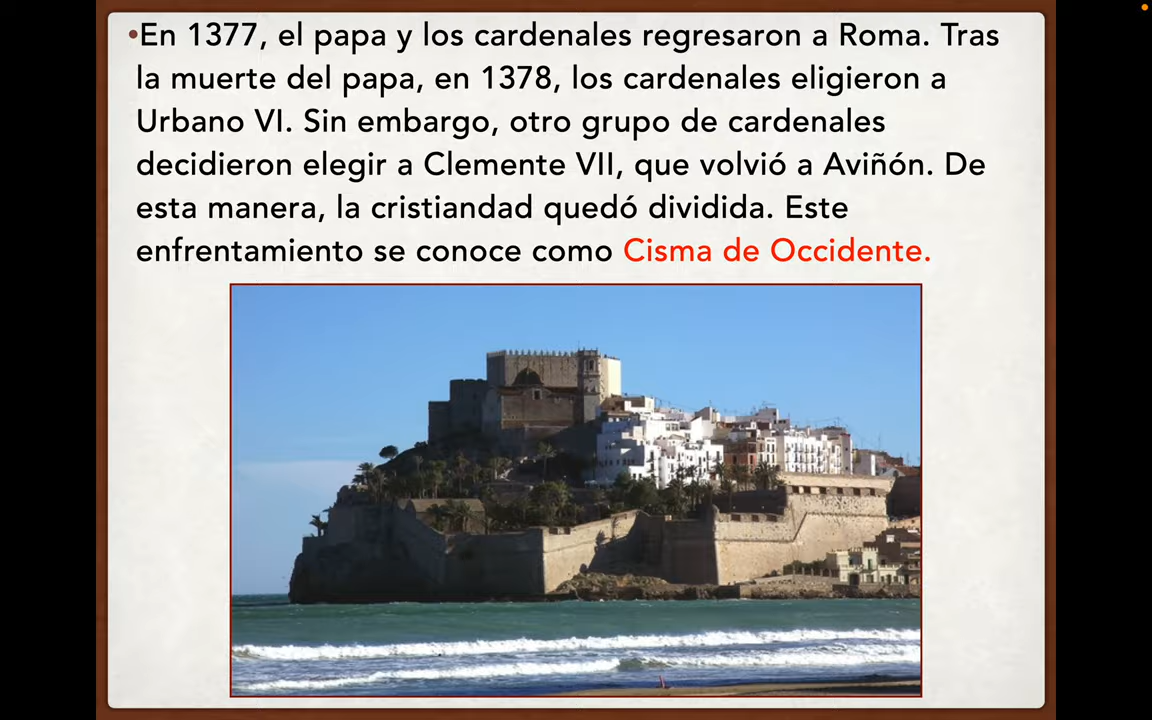 •En 1377, el papa y los cardenales regresaron a Roma. Tras
la muerte del papa, en 1378, los cardenales eligieron a
Urbano VI. Sin embargo, otro grupo de cardenales
decidieron elegir a Clemente VII, que volvió a Aviñón. De
esta manera, la cristiandad quedó dividida. Este
enfrentamiento se conoce como Cisma de Occidente.